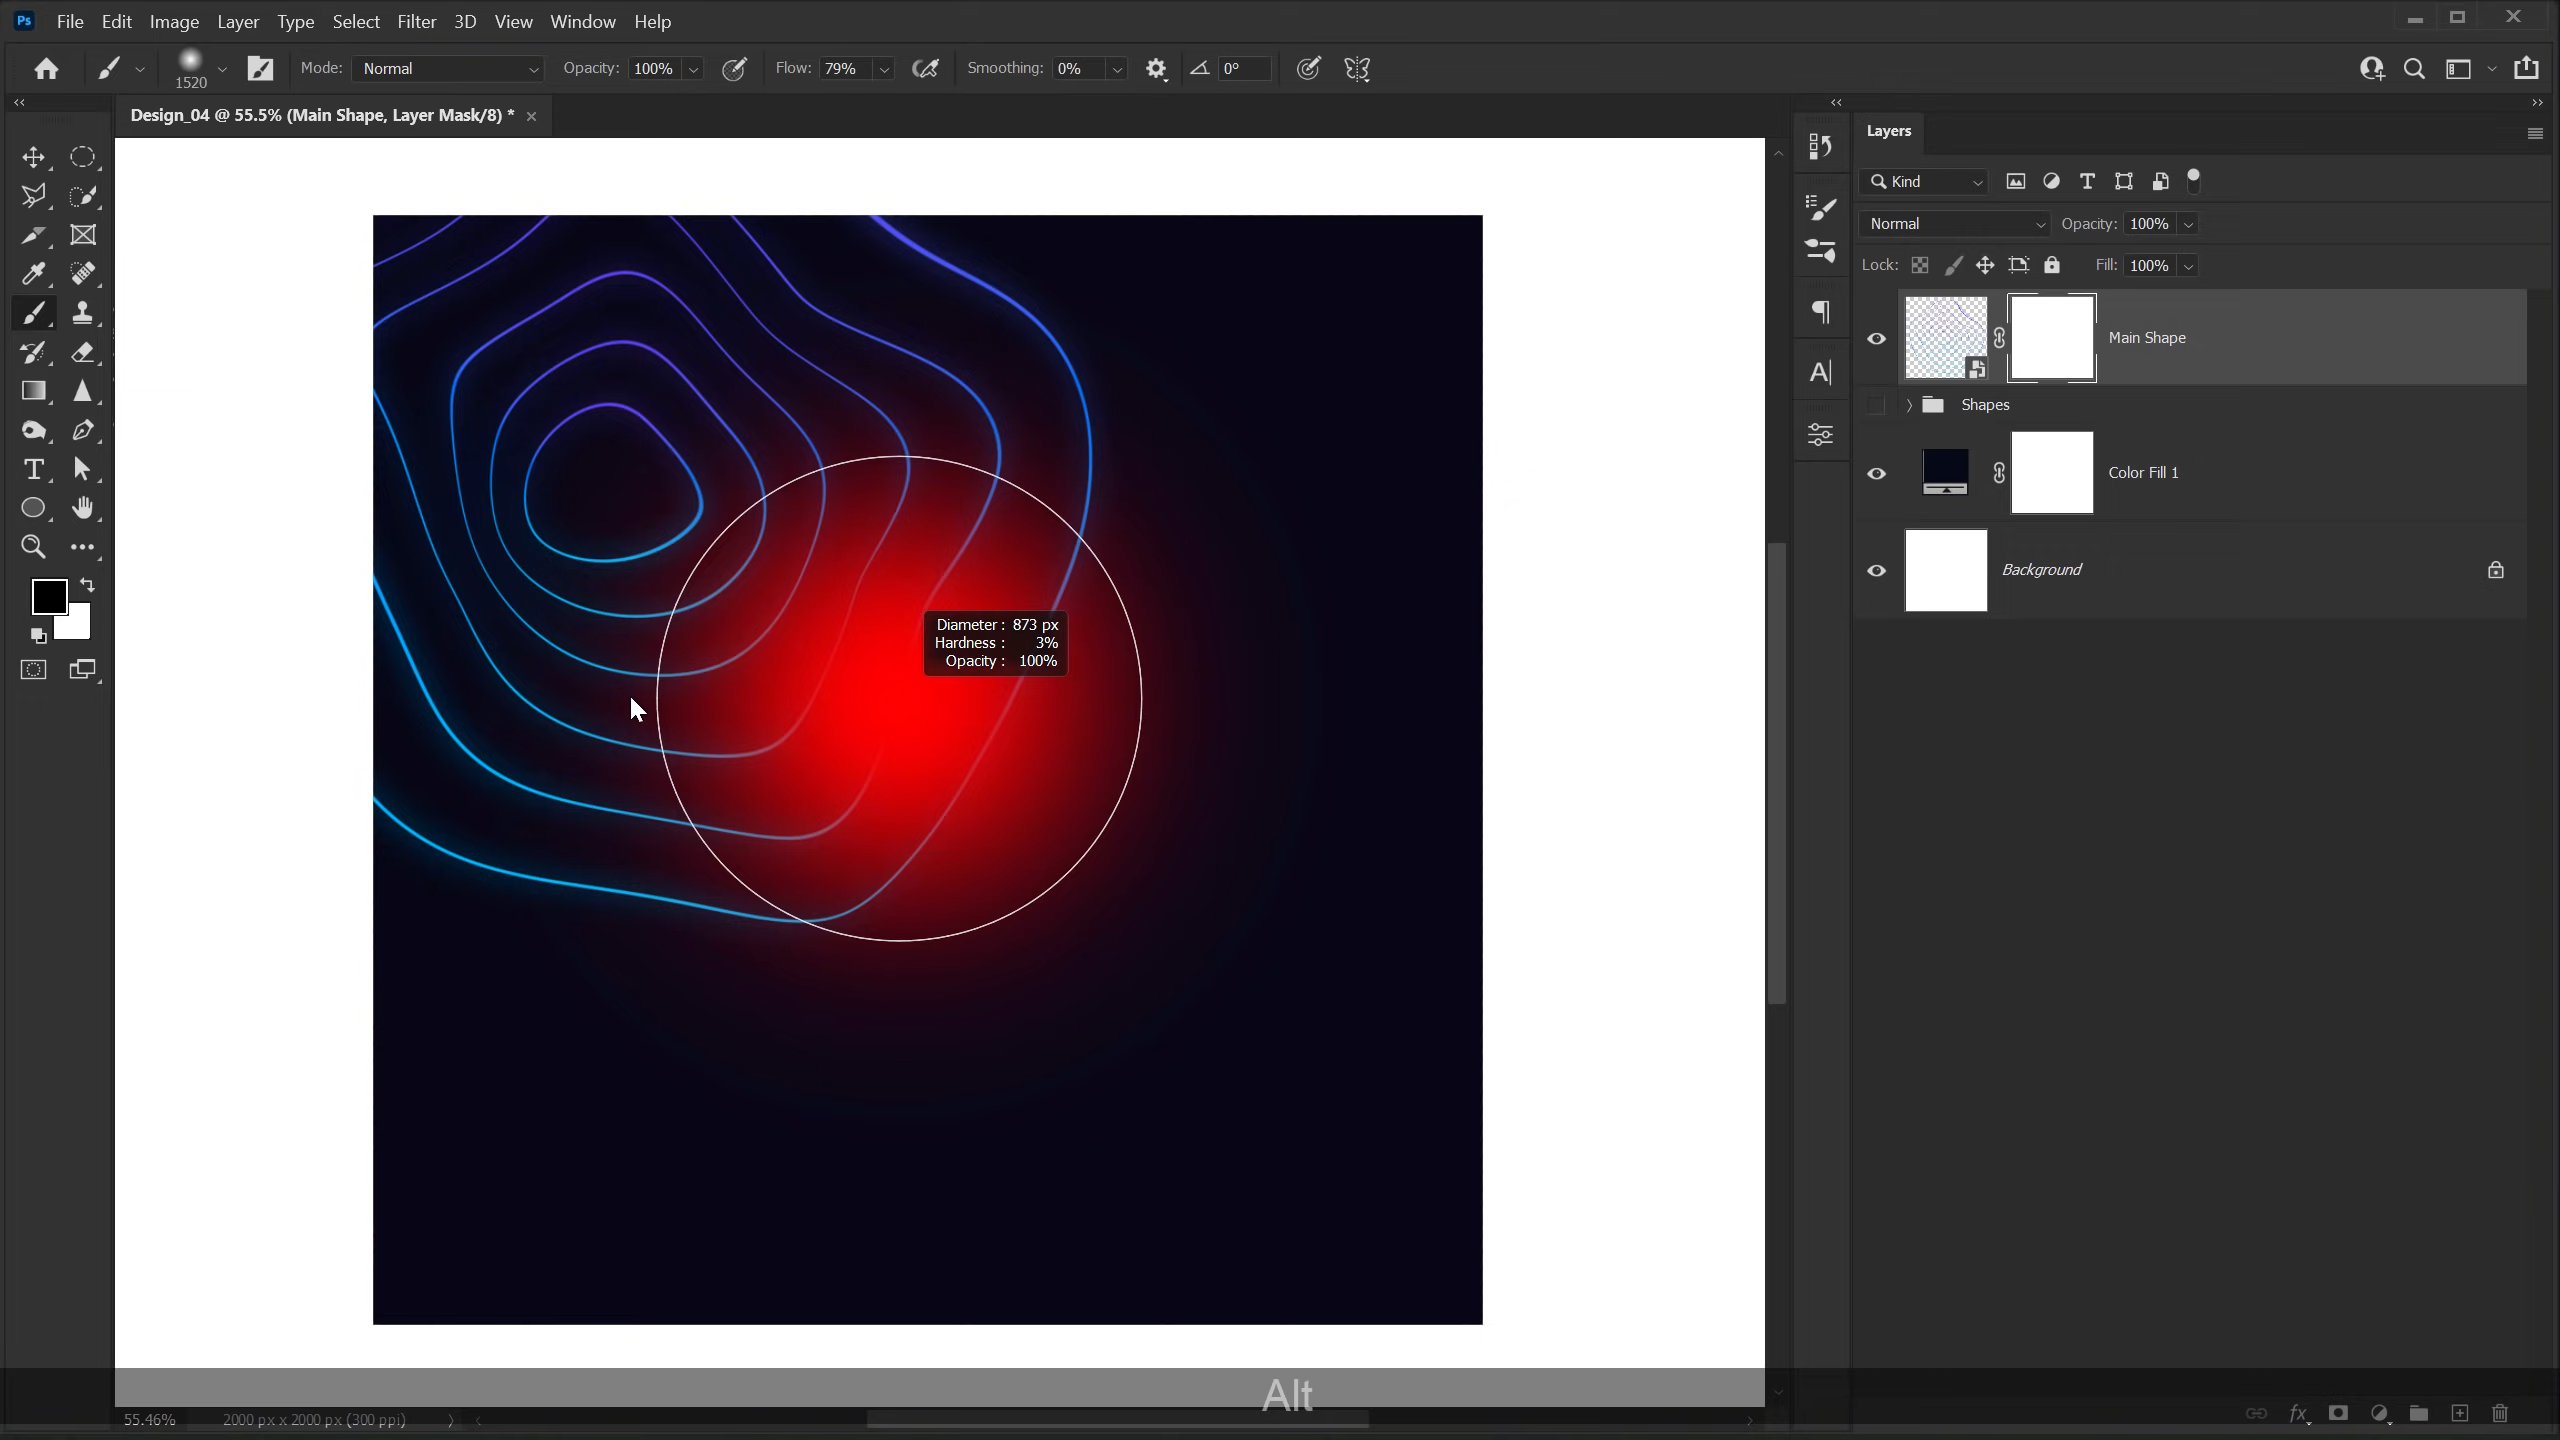 Ps File Edit Image Layer Type Select Filter 3D View Window Help
1520 Mode: Normal Opacity: 100% Flow: 79% Smoothing: 0% 0°
Design_04 @ 55.5% (Main Shape, Layer Mask/8) *
Layers
Kind
Normal Opacity: 100%
Lock: Fill: 100%
Main Shape
Shapes
Color Fill 1
Background
Diameter : 873 px
Hardness : 3%
Opacity : 100%
Alt
55.46% 2000 px x 2000 px (300 ppi)